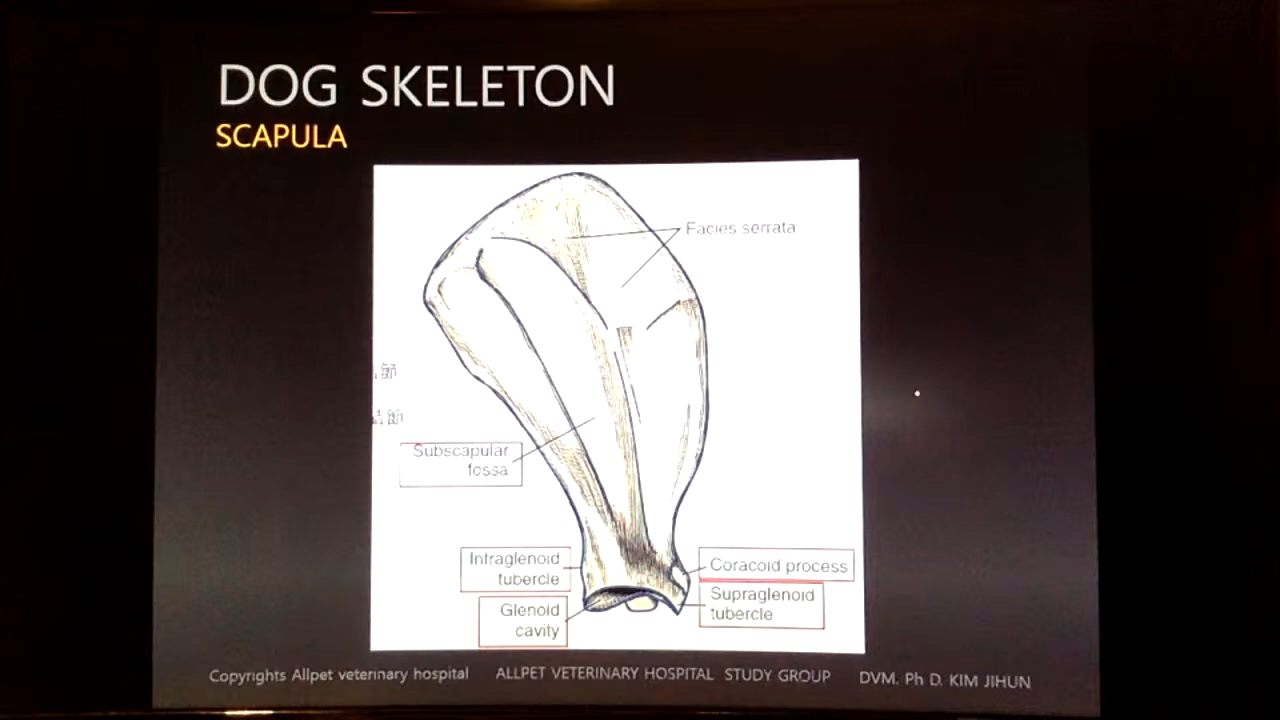 DOG SKELETON
SCAPULA
Facies serrata
Subscapular
fossa
Infraglenoid
tubercle
Coracoid process
Supraglenoid
tubercle
Glenoid
cavity
Copyrights Allpet veterinary hospital ALLPET VETERINARY HOSPITAL STUDY GROUP DVM. Ph D. KIM JIHUN